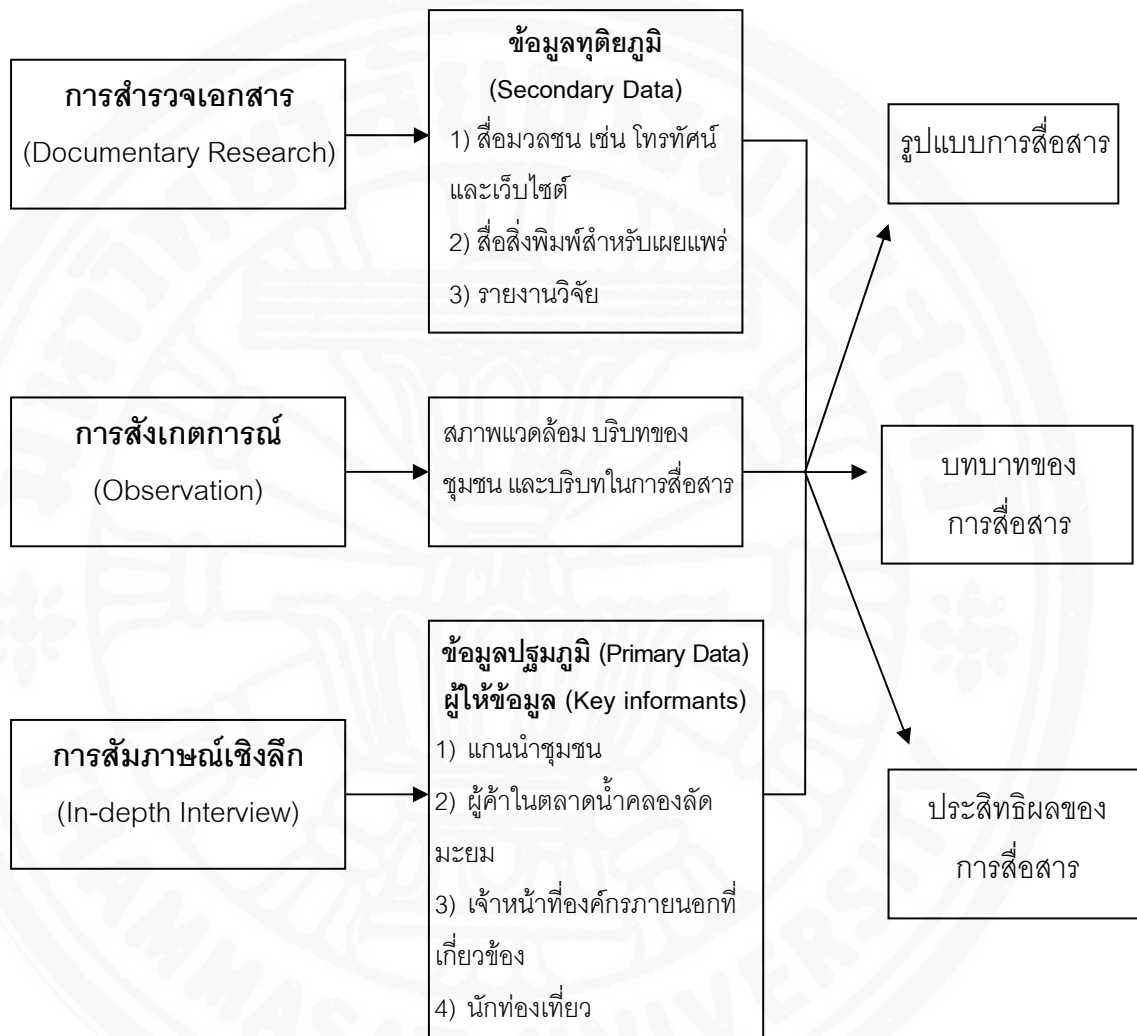 การสำรวจเอกสาร
(Documentary Research)
ข้อมูลทุติยภูมิ
(Secondary Data)
1) สื่อมวลชน เช่น โทรทัศน์
และเว็บไซต์
2) สื่อสิ่งพิมพ์สำหรับเผยแพร่
3) รายงานวิจัย
รูปแบบการสื่อสาร
การสังเกตการณ์
(Observation)
สภาพแวดล้อม บริบทของ
ชุมชน และบริบทในการสื่อสาร
บทบาทของ
การสื่อสาร
การสัมภาษณ์เชิงลึก
(In-depth Interview)
ข้อมูลปฐมภูมิ (Primary Data)
ผู้ให้ข้อมูล (Key informants)
1) แกนนำชุมชน
2) ผู้ค้าในตลาดน้ำคลองลัด
มะยม
3) เจ้าหน้าที่องค์กรภายนอกที่
เกี่ยวข้อง
4) นักท่องเที่ยว
ประสิทธิผลของ
การสื่อสาร